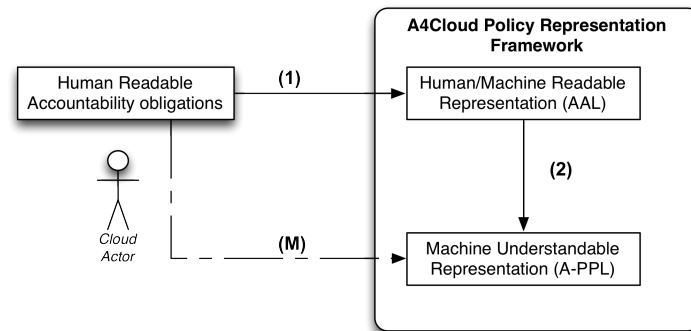 A4Cloud Policy Representation
Framework
Human Readable
Accountability obligations
(1)
Human/Machine Readable
Representation (AAL)
(2)
Cloud
Actor
(M)
Machine Understandable
Representation (A-PPL)